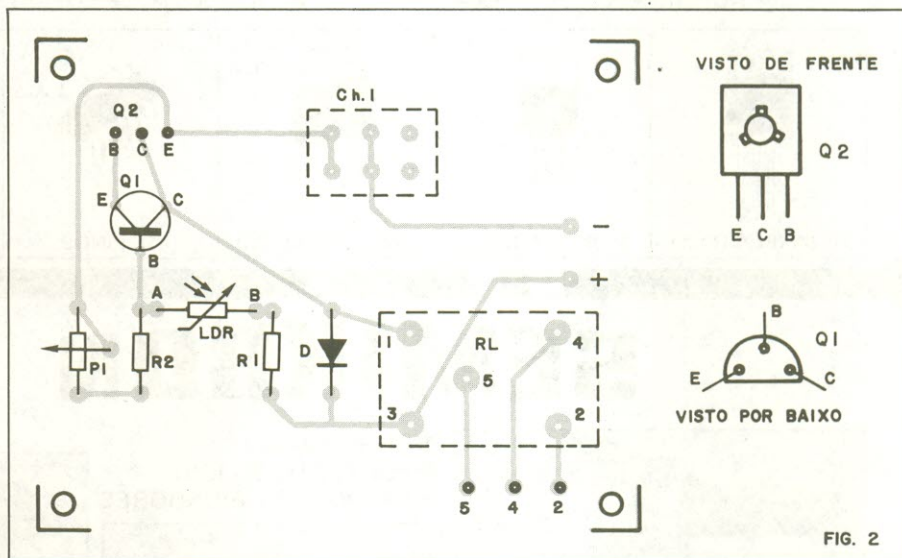 VISTO DE FRENTE
Ch.1
Q2
B C E
Q1
E C
B
Q2
E C B
−
+
A B
LDR
P1
R2
R1
D
1
RL
4
5
3
2
5 4 2
B
Q1
E C
VISTO POR BAIXO
FIG. 2